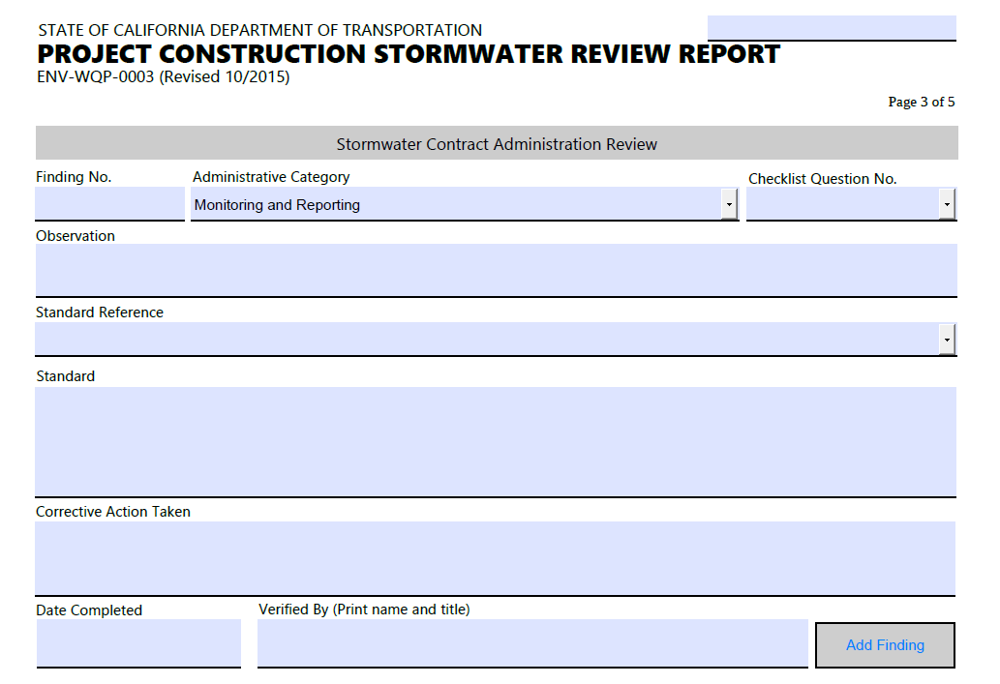 STATE OF CALIFORNIA DEPARTMENT OF TRANSPORTATION
PROJECT CONSTRUCTION STORMWATER REVIEW REPORT
ENV-WQP-0003 (Revised 10/2015)
Page 3 of 5
Stormwater Contract Administration Review
Finding No. Administrative Category Checklist Question No.
Monitoring and Reporting
Observation
Standard Reference
Standard
Corrective Action Taken
Date Completed Verified By (Print name and title)
Add Finding